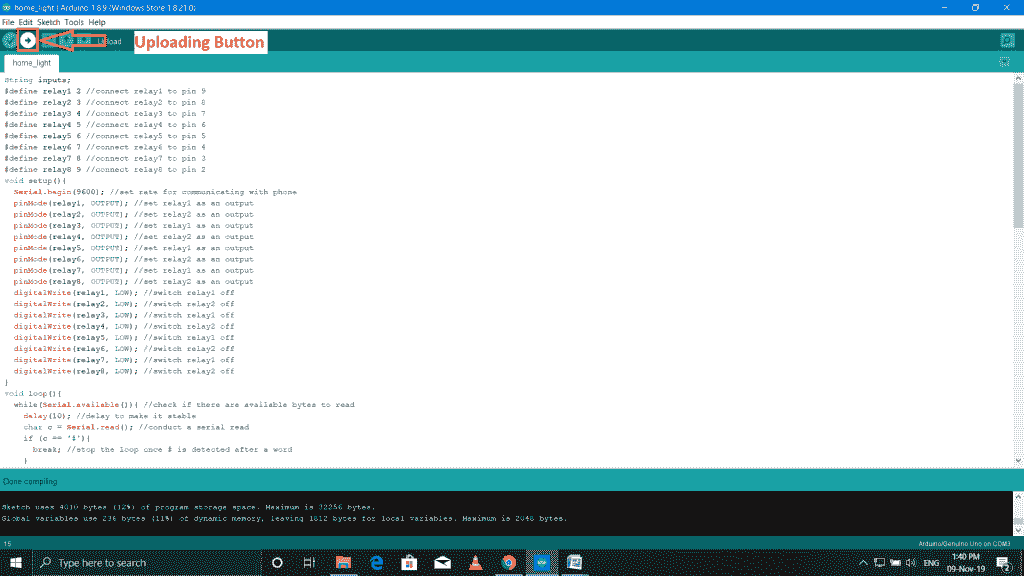 home_light | Arduino 1.8.9 (Windows Store 1.8.21.0)
File Edit Sketch Tools Help
Upload
Uploading Button
home_light
String inputs;
#define relay1 2 //connect relay1 to pin 9
#define relay2 3 //connect relay2 to pin 8
#define relay3 4 //connect relay3 to pin 7
#define relay4 5 //connect relay4 to pin 6
#define relay5 6 //connect relay5 to pin 5
#define relay6 7 //connect relay6 to pin 4
#define relay7 8 //connect relay7 to pin 3
#define relay8 9 //connect relay8 to pin 2
void setup(){
Serial.begin(9600); //set rate for communicating with phone
pinMode(relay1, OUTPUT); //set relay1 as an output
pinMode(relay2, OUTPUT); //set relay2 as an output
pinMode(relay3, OUTPUT); //set relay1 as an output
pinMode(relay4, OUTPUT); //set relay2 as an output
pinMode(relay5, OUTPUT); //set relay1 as an output
pinMode(relay6, OUTPUT); //set relay2 as an output
pinMode(relay7, OUTPUT); //set relay1 as an output
pinMode(relay8, OUTPUT); //set relay2 as an output
digitalWrite(relay1, LOW); //switch relay1 off
digitalWrite(relay2, LOW); //switch relay2 off
digitalWrite(relay3, LOW); //switch relay1 off
digitalWrite(relay4, LOW); //switch relay2 off
digitalWrite(relay5, LOW); //switch relay1 off
digitalWrite(relay6, LOW); //switch relay2 off
digitalWrite(relay7, LOW); //switch relay1 off
digitalWrite(relay8, LOW); //switch relay2 off
}
void loop(){
while(Serial.available()){ //check if there are available bytes to read
delay(10); //delay to make it stable
char c = Serial.read(); //conduct a serial read
if (c == '#'){
break; //stop the loop once # is detected after a word
}
Done compiling
Sketch uses 4010 bytes (12%) of program storage space. Maximum is 32256 bytes.
Global variables use 236 bytes (11%) of dynamic memory, leaving 1812 bytes for local variables. Maximum is 2048 bytes.
15
Arduino/Genuino Uno on COM3
Type here to search
ENG
1:40 PM
09-Nov-19
2